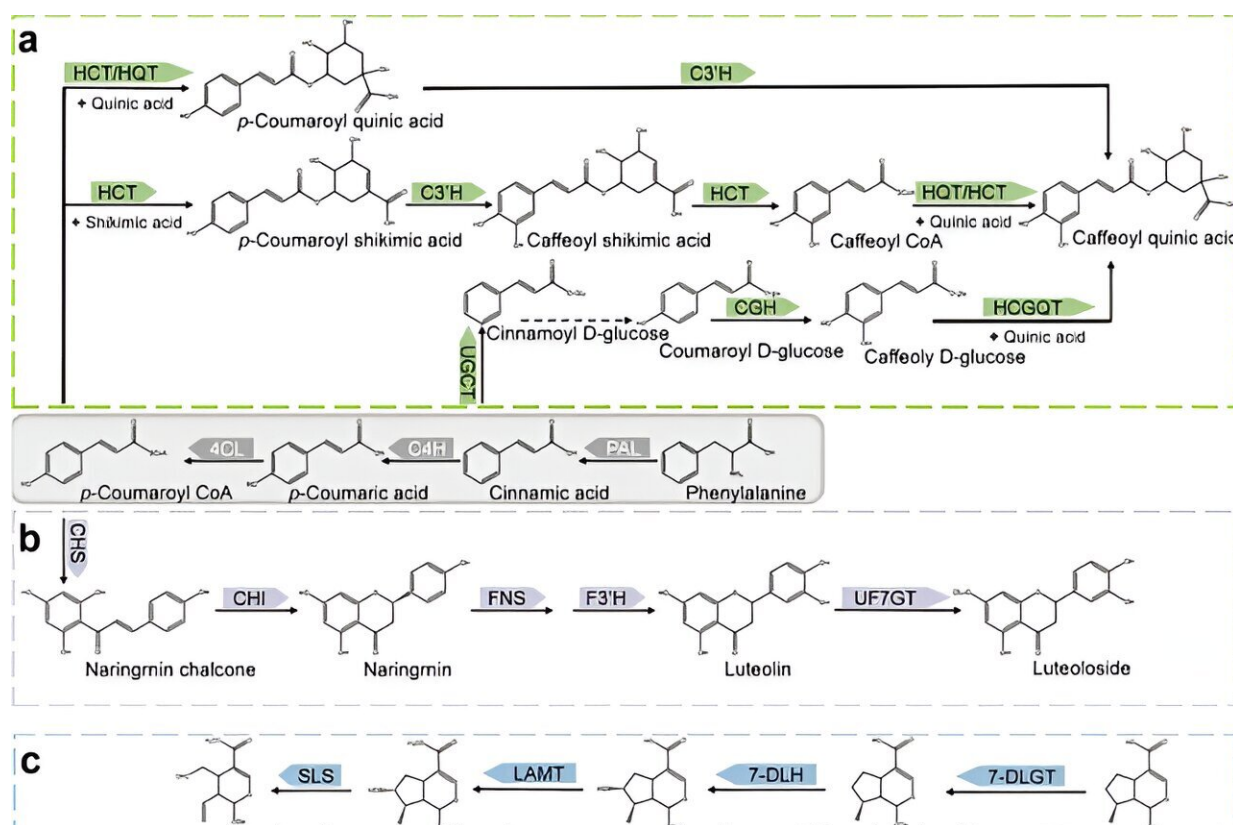 a
HCT/HQT
+ Quinic acid
p-Coumaroyl quinic acid
C3'H
HCT
+ Shikimic acid
p-Coumaroyl shikimic acid
C3'H
Caffeoyl shikimic acid
HCT
Caffeoyl CoA
HQT/HCT
+ Quinic acid
Caffeoyl quinic acid
UGCT
Cinnamoyl D-glucose
Coumaroyl D-glucose
CGH
Caffeoly D-glucose
HCGQT
+ Quinic acid
p-Coumaroyl CoA
4CL
p-Coumaric acid
C4H
Cinnamic acid
PAL
Phenylalanine
b
CHS
Naringrnin chalcone
CHI
Naringrnin
FNS
F3'H
Luteolin
UF7GT
Luteoloside
c
SLS
LAMT
7-DLH
7-DLGT